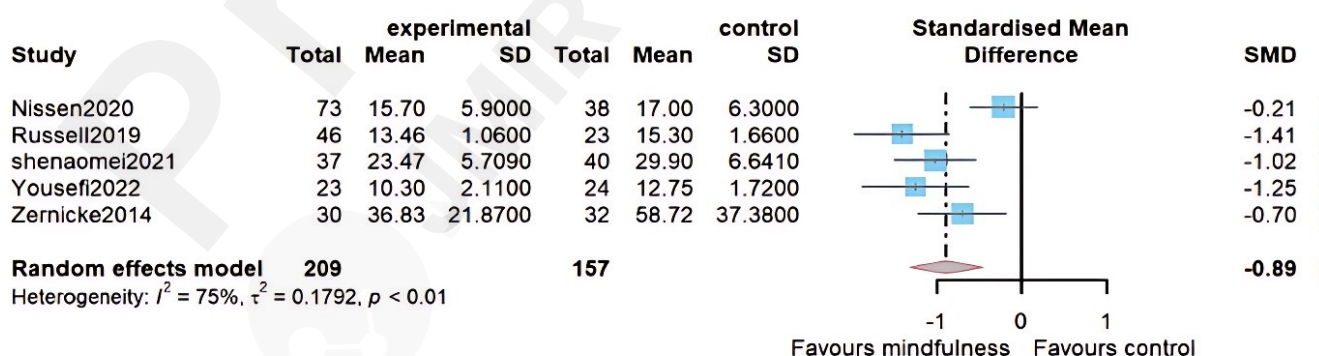 experimental control Standardised Mean
Study Total Mean SD Total Mean SD Difference SMD
Nissen2020 73 15.70 5.9000 38 17.00 6.3000 -0.21
Russell2019 46 13.46 1.0600 23 15.30 1.6600 -1.41
shenaomei2021 37 23.47 5.7090 40 29.90 6.6410 -1.02
Yousefi2022 23 10.30 2.1100 24 12.75 1.7200 -1.25
Zernicke2014 30 36.83 21.8700 32 58.72 37.3800 -0.70
Random effects model 209 157 -0.89
Heterogeneity: I² = 75%, τ² = 0.1792, p < 0.01
-1 0 1
Favours mindfulness Favours control
JMIR